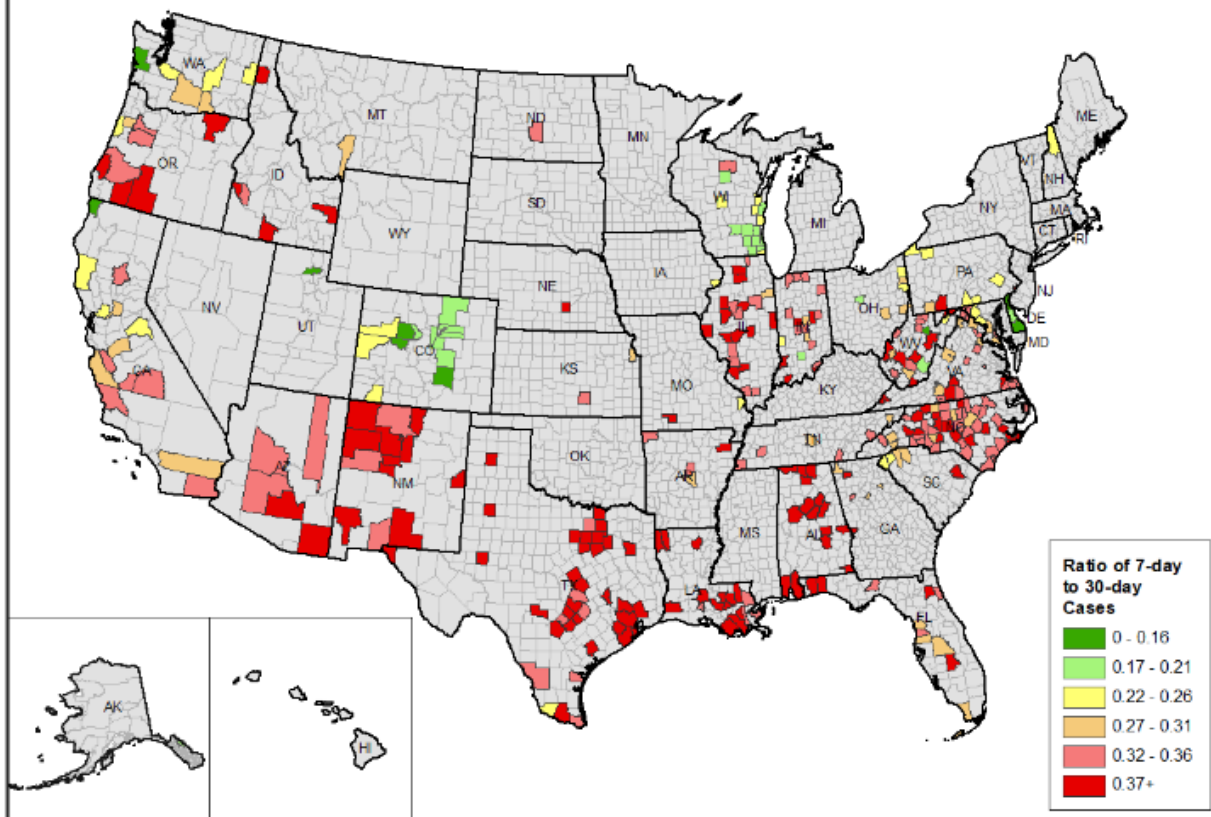 WA
MT
ND
MN
ME
OR
ID
WI
VT
NH
SD
NY
MA
CT
RI
WY
MI
IA
PA
NE
NV
NJ
OH
IL
IN
UT
DE
CO
WV
MD
VA
KS
CA
MO
KY
NC
TN
AZ
OK
NM
AR
SC
MS
AL
GA
TX
LA
FL
AK
HI
Ratio of 7-day
to 30-day
Cases
0 - 0.16
0.17 - 0.21
0.22 - 0.26
0.27 - 0.31
0.32 - 0.36
0.37+